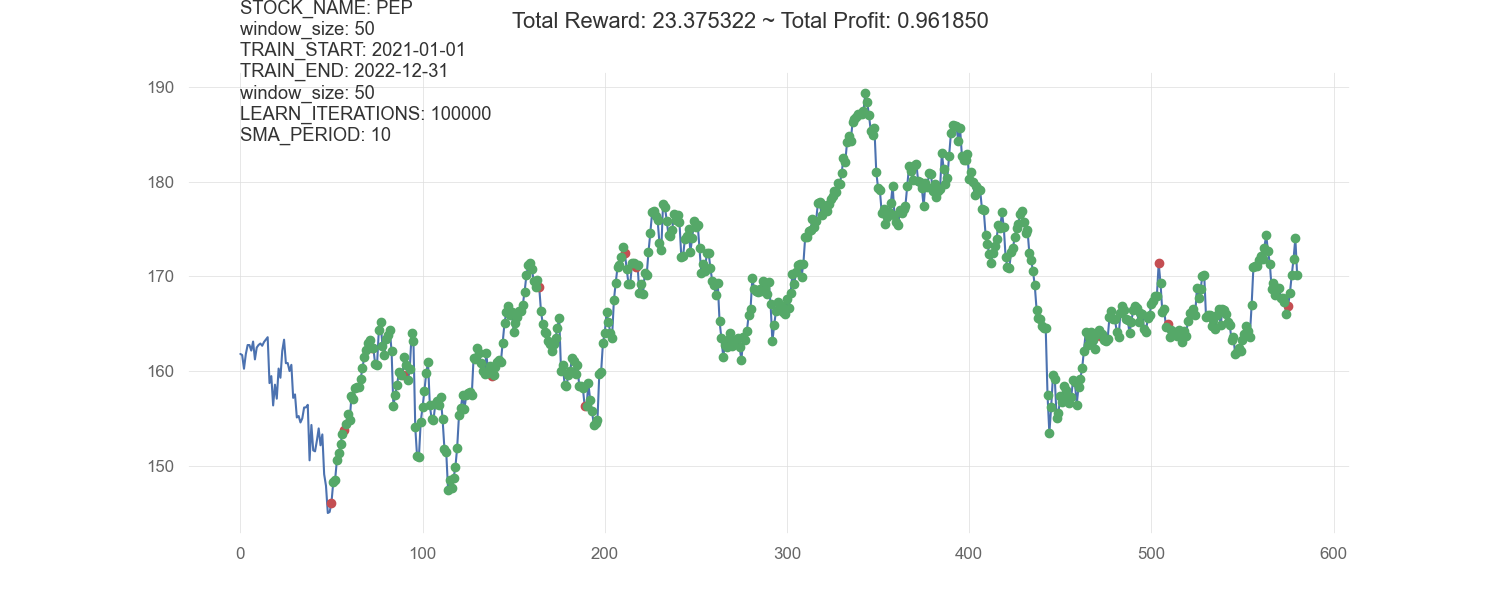 STOCK_NAME: PEP
Total Reward: 23.375322 ~ Total Profit: 0.961850
window_size: 50
TRAIN_START: 2021-01-01
TRAIN_END: 2022-12-31
window_size: 50
LEARN_ITERATIONS: 100000
SMA_PERIOD: 10
190
180
170
160
150
0 100 200 300 400 500 600